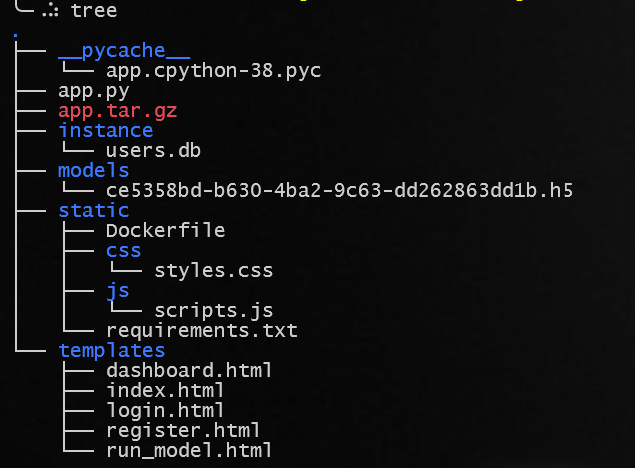 tree
.
├── __pycache__
│   └── app.cpython-38.pyc
├── app.py
├── app.tar.gz
├── instance
│   └── users.db
├── models
│   └── ce5358bd-b630-4ba2-9c63-dd262863dd1b.h5
├── static
│   ├── Dockerfile
│   ├── css
│   │   └── styles.css
│   ├── js
│   │   └── scripts.js
│   └── requirements.txt
└── templates
    ├── dashboard.html
    ├── index.html
    ├── login.html
    ├── register.html
    └── run_model.html